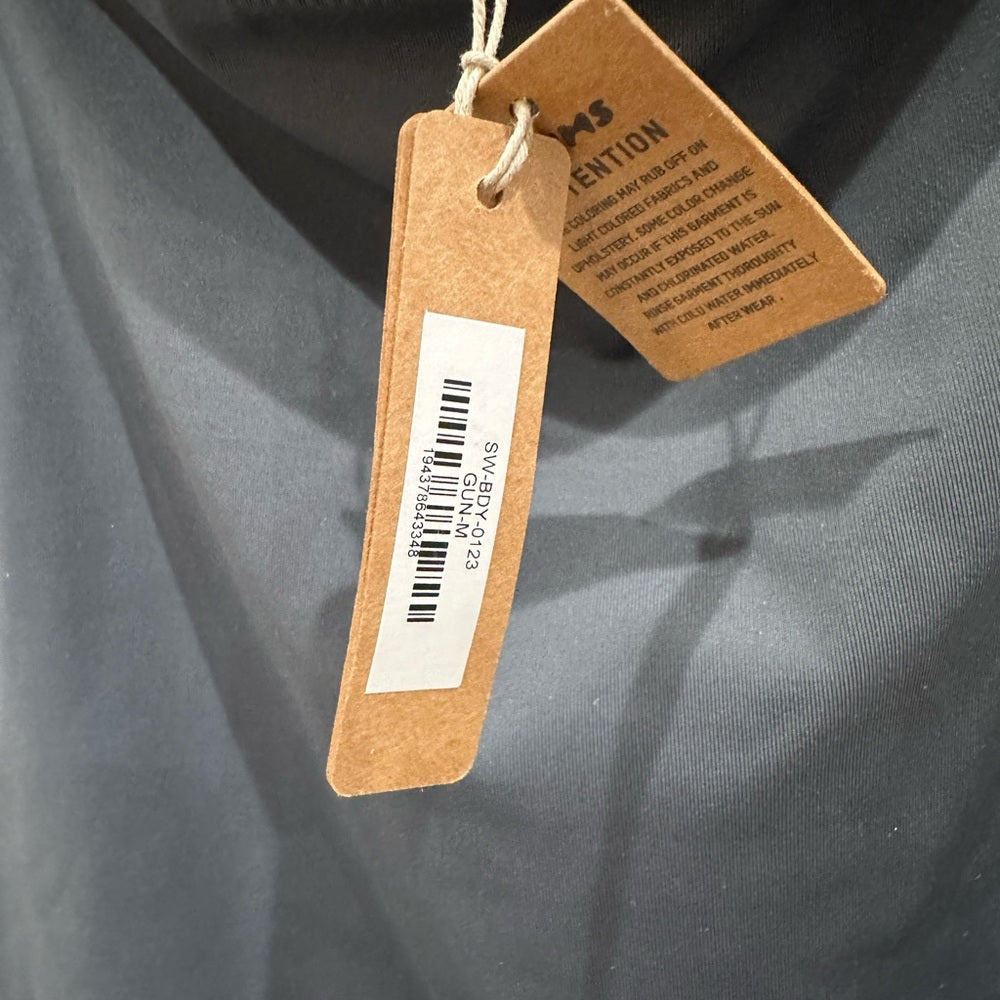 SW-BDY-0123
GUN-M
194378643348
MS
TENTION
COLORING MAY RUB OFF ON
LIGHT COLORED FABRICS AND
UPHOLSTERY. SOME COLOR CHANGE
MAY OCCUR IF THIS GARMENT IS
CONSTANTLY EXPOSED TO THE SUN
AND CHLORINATED WATER.
RINSE GARMENT THOROUGHTY
WITH COLD WATER IMMEDIATELY
AFTER WEAR .